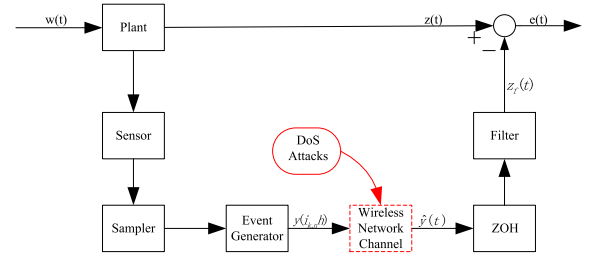 w(t)
Plant
z(t)
e(t)
+
−
z_f(t)
Sensor
DoS
Attacks
Filter
Sampler
Event
Generator
y(i_{k,n}h)
Wireless
Network
Channel
ŷ(t)
ZOH